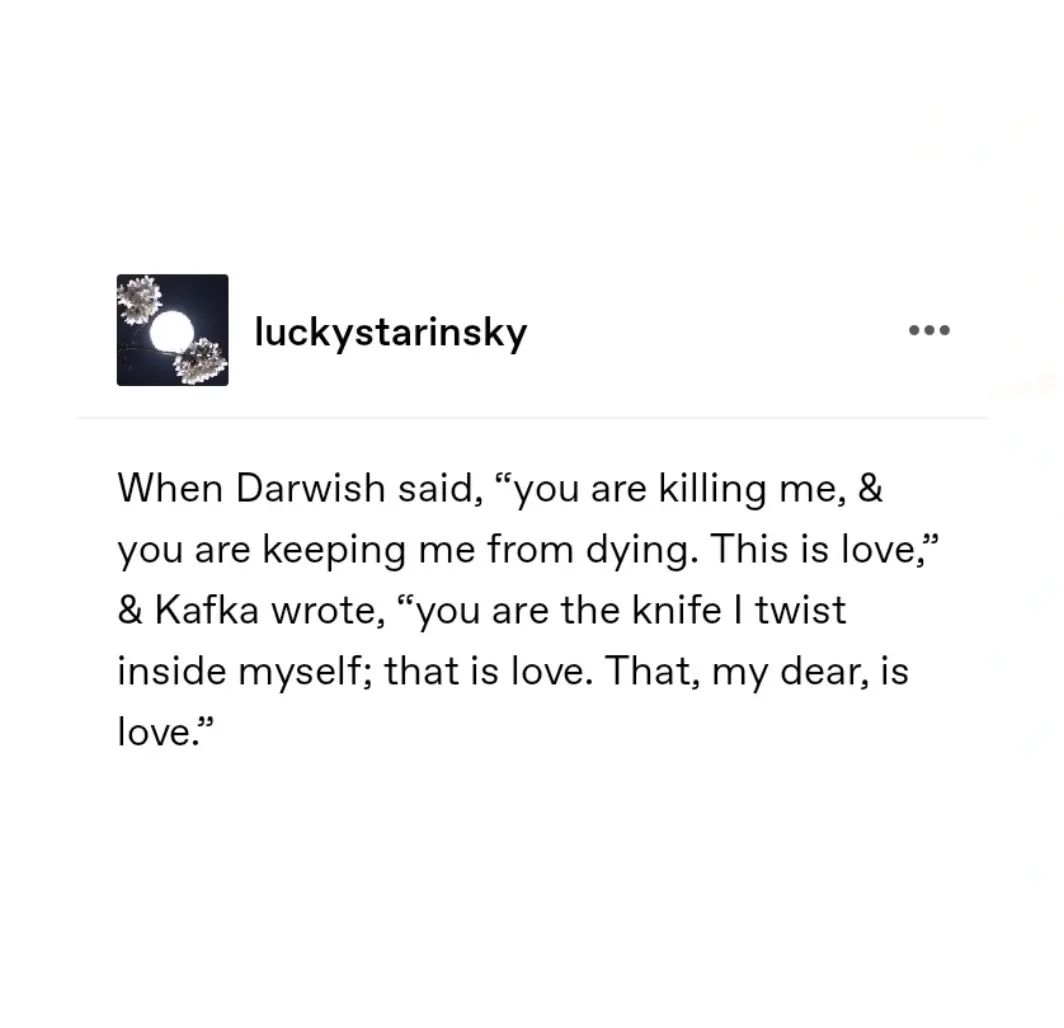 luckystarinsky
When Darwish said, “you are killing me, &
you are keeping me from dying. This is love,”
& Kafka wrote, “you are the knife I twist
inside myself; that is love. That, my dear, is
love.”